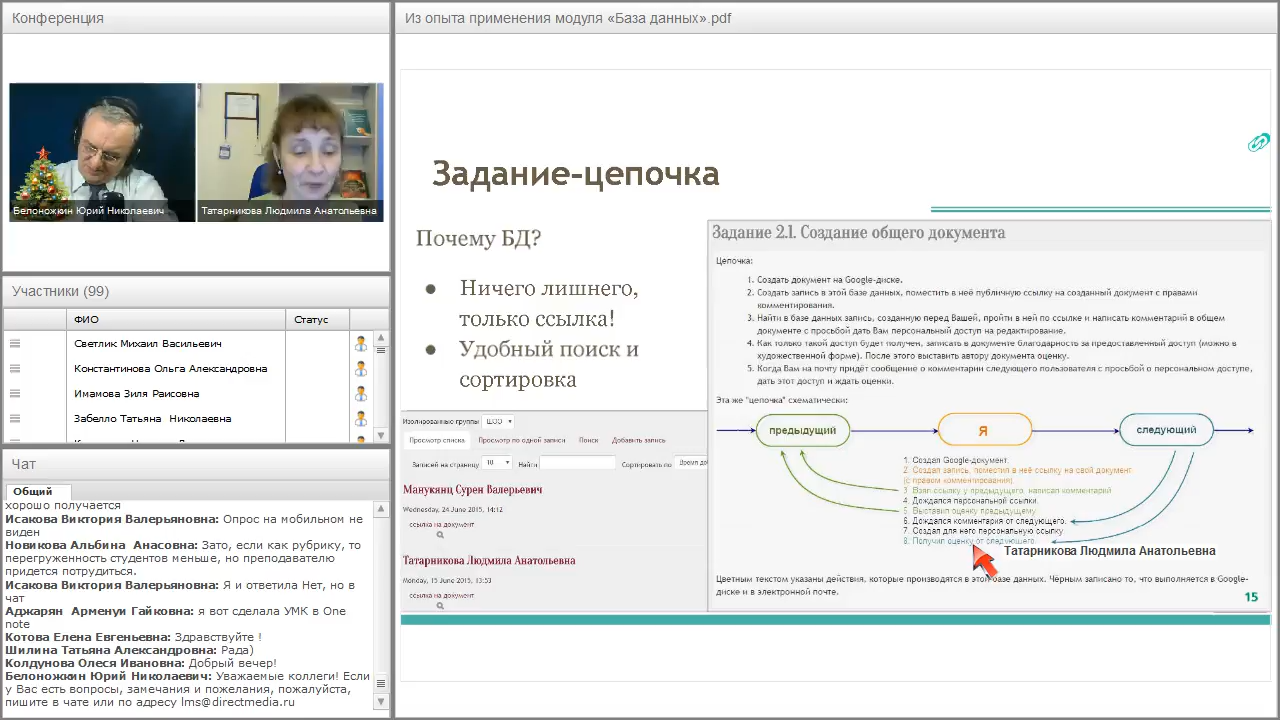 Конференция
Белоножкин Юрий Николаевич
Татарникова Людмила Анатольевна
Участники (99)
ФИО
Статус
Светлик Михаил Васильевич
Константинова Ольга Александровна
Имамова Зиля Раисовна
Забелло Татьяна Николаевна
Чат
Общий
хорошо получается
Исакова Виктория Валерьяновна: Опрос на мобильном не
виден
Новикова Альбина Анасовна: Зато, если как рубрику, то
перегруженность студентов меньше, но преподавателю
придется потрудиться.
Исакова Виктория Валерьяновна: Я и ответила Нет, но в
чат
Аджарян Арменуи Гайковна: я вот сделала УМК в One
note
Котова Елена Евгеньевна: Здравствуйте !
Шилина Татьяна Александровна: Рада)
Колдунова Олеся Ивановна: Добрый вечер!
Белоножкин Юрий Николаевич: Уважаемые коллеги! Если
у Вас есть вопросы, замечания и пожелания, пожалуйста,
пишите в чате или по адресу lms@directmedia.ru
Из опыта применения модуля «База данных».pdf
Задание-цепочка
Почему БД?
● Ничего лишнего,
только ссылка!
● Удобный поиск и
сортировка
Изолированные группы ШОО
Просмотр списка Просмотр по одной записи Поиск Добавить запись
Записей на страницу 10 Найти Сортировать по Время до
Манукянц Сурен Валерьевич
Wednesday, 24 June 2015, 14:12
ссылка на документ
Татарникова Людмила Анатольевна
Monday, 15 June 2015, 13:53
ссылка на документ
Задание 2.1. Создание общего документа
Цепочка:
1. Создать документ на Google-диске.
2. Создать запись в этой базе данных, поместить в неё публичную ссылку на созданный документ с правами
комментирования.
3. Найти в базе данных запись, созданную перед Вашей, пройти в ней по ссылке и написать комментарий в общем
документе с просьбой дать Вам персональный доступ на редактирование.
4. Как только такой доступ будет получен, записать в документе благодарность за предоставленный доступ (можно в
художественной форме). После этого выставить автору документа оценку.
5. Когда Вам на почту придёт сообщение о комментарии следующего пользователя с просьбой о персональном доступе,
дать этот доступ и ждать оценки.
Эта же "цепочка" схематически:
предыдущий
Я
следующий
1. Создал Google-документ.
2. Создал запись, поместил в неё ссылку на свой документ
(с правом комментирования)
3. Взял ссылку у предыдущего, написал комментарий
4. Дождался персональной ссылки.
5. Выставил оценку предыдущему
6. Дождался комментария от следующего.
7. Создал для него персональную ссылку
8. Получил оценку от следующего.
Татарникова Людмила Анатольевна
Цветным текстом указаны действия, которые производятся в этой базе данных. Чёрным записано то, что выполняется в Google-
диске и в электронной почте.
15